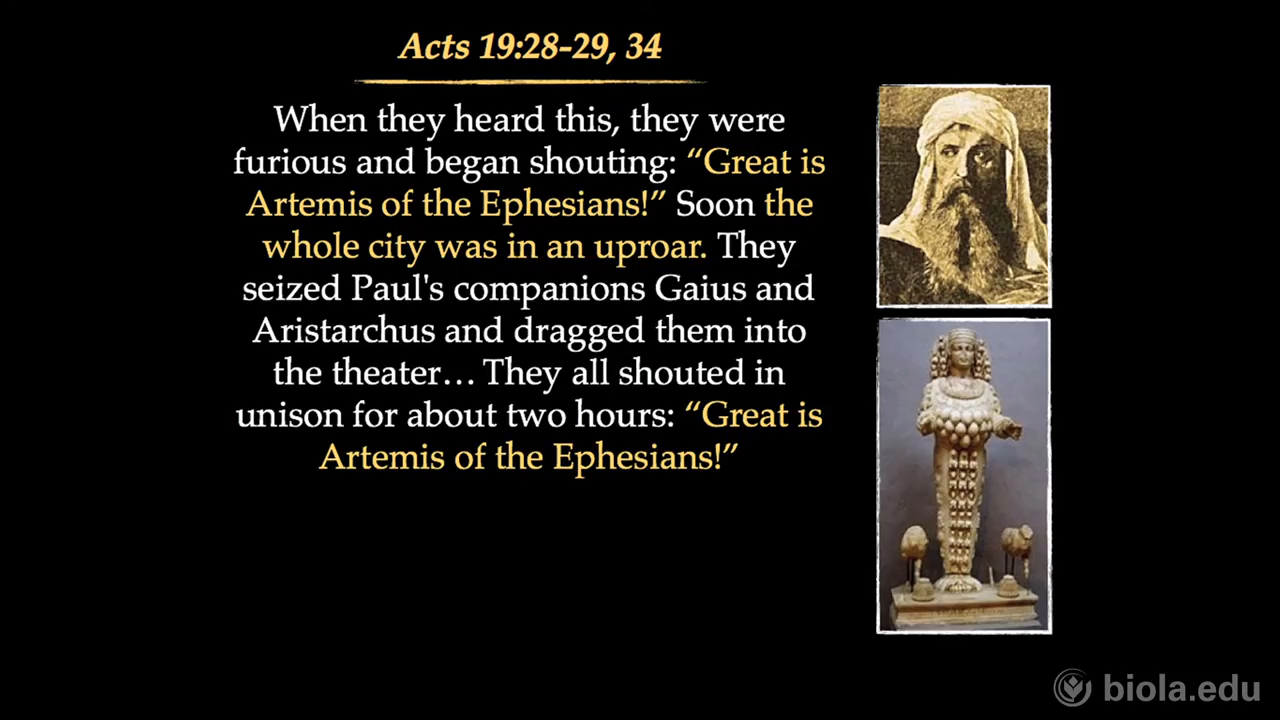 Acts 19:28-29, 34
When they heard this, they were
furious and began shouting: “Great is
Artemis of the Ephesians!” Soon the
whole city was in an uproar. They
seized Paul's companions Gaius and
Aristarchus and dragged them into
the theater… They all shouted in
unison for about two hours: “Great is
Artemis of the Ephesians!”
biola.edu